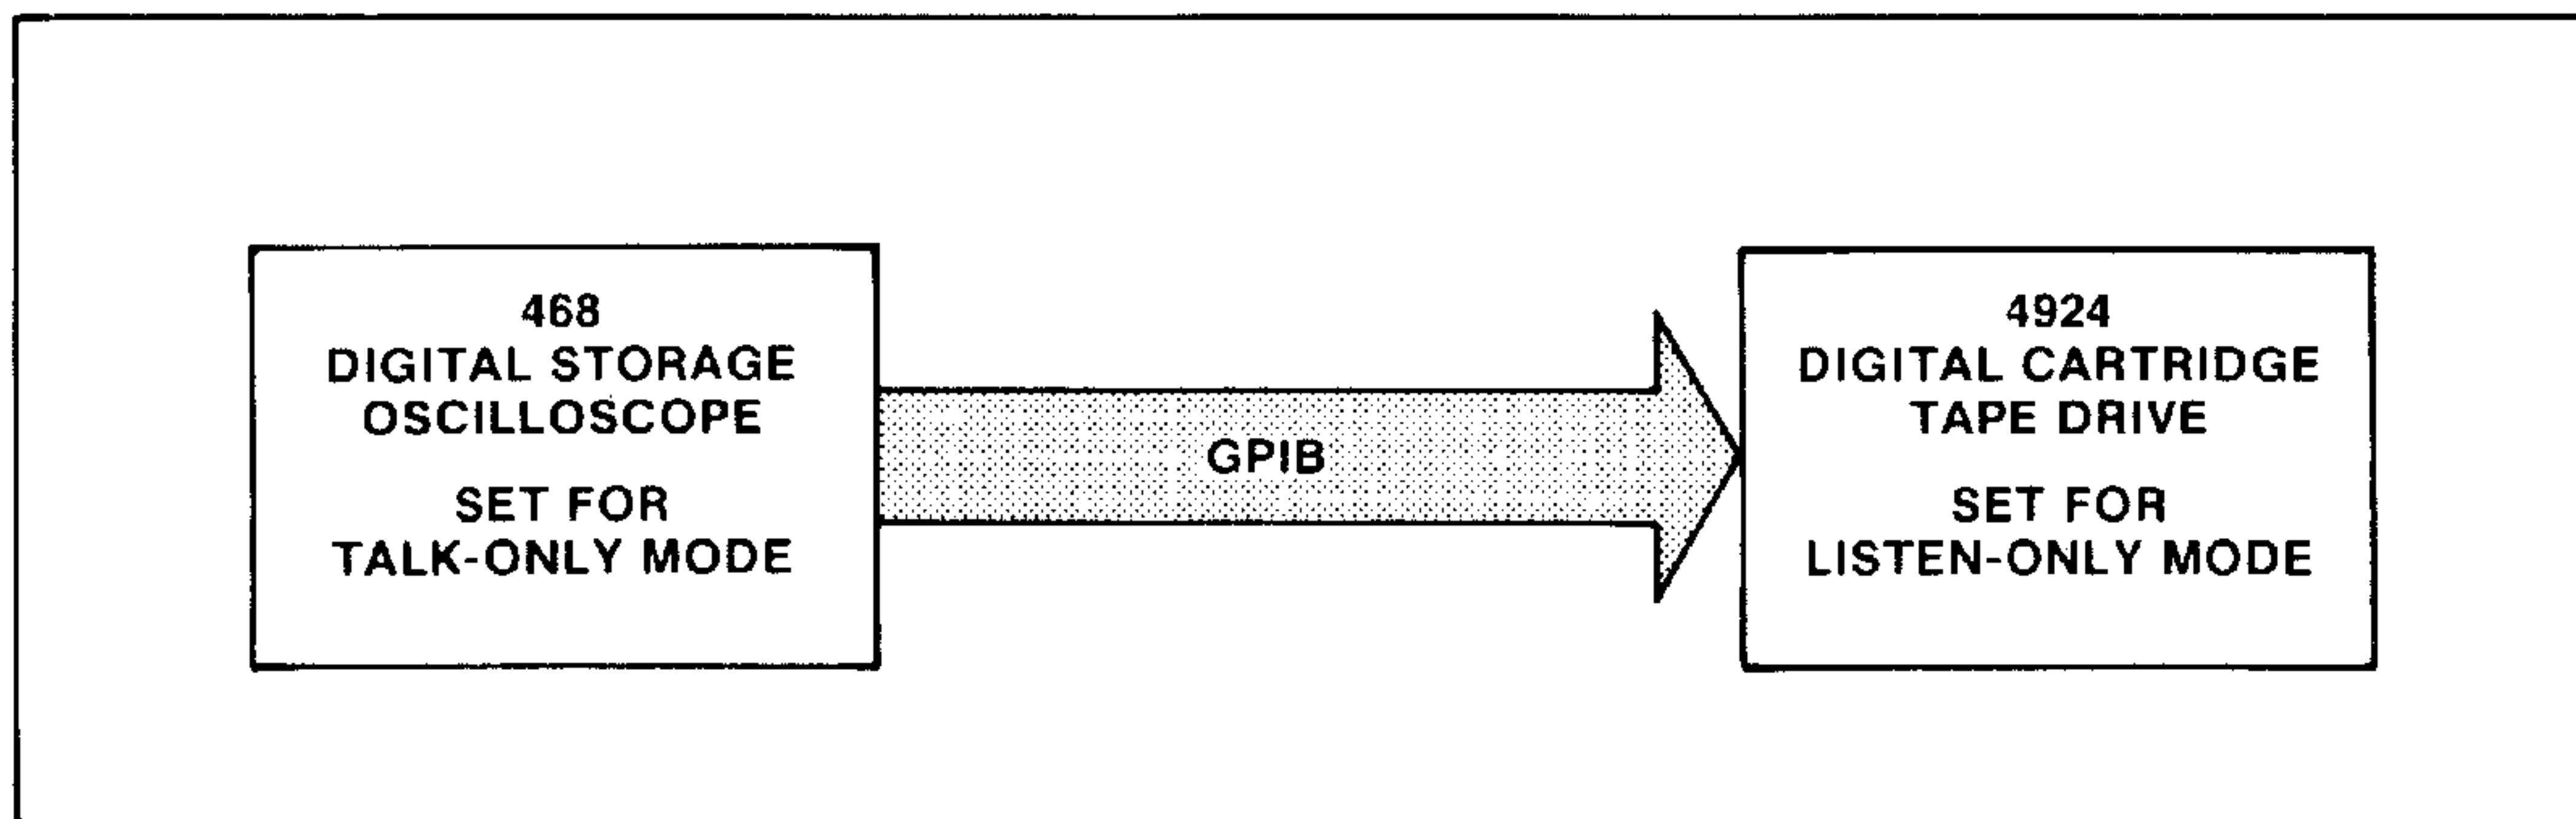 468
DIGITAL STORAGE
OSCILLOSCOPE
SET FOR
TALK-ONLY MODE
GPIB
4924
DIGITAL CARTRIDGE
TAPE DRIVE
SET FOR
LISTEN-ONLY MODE